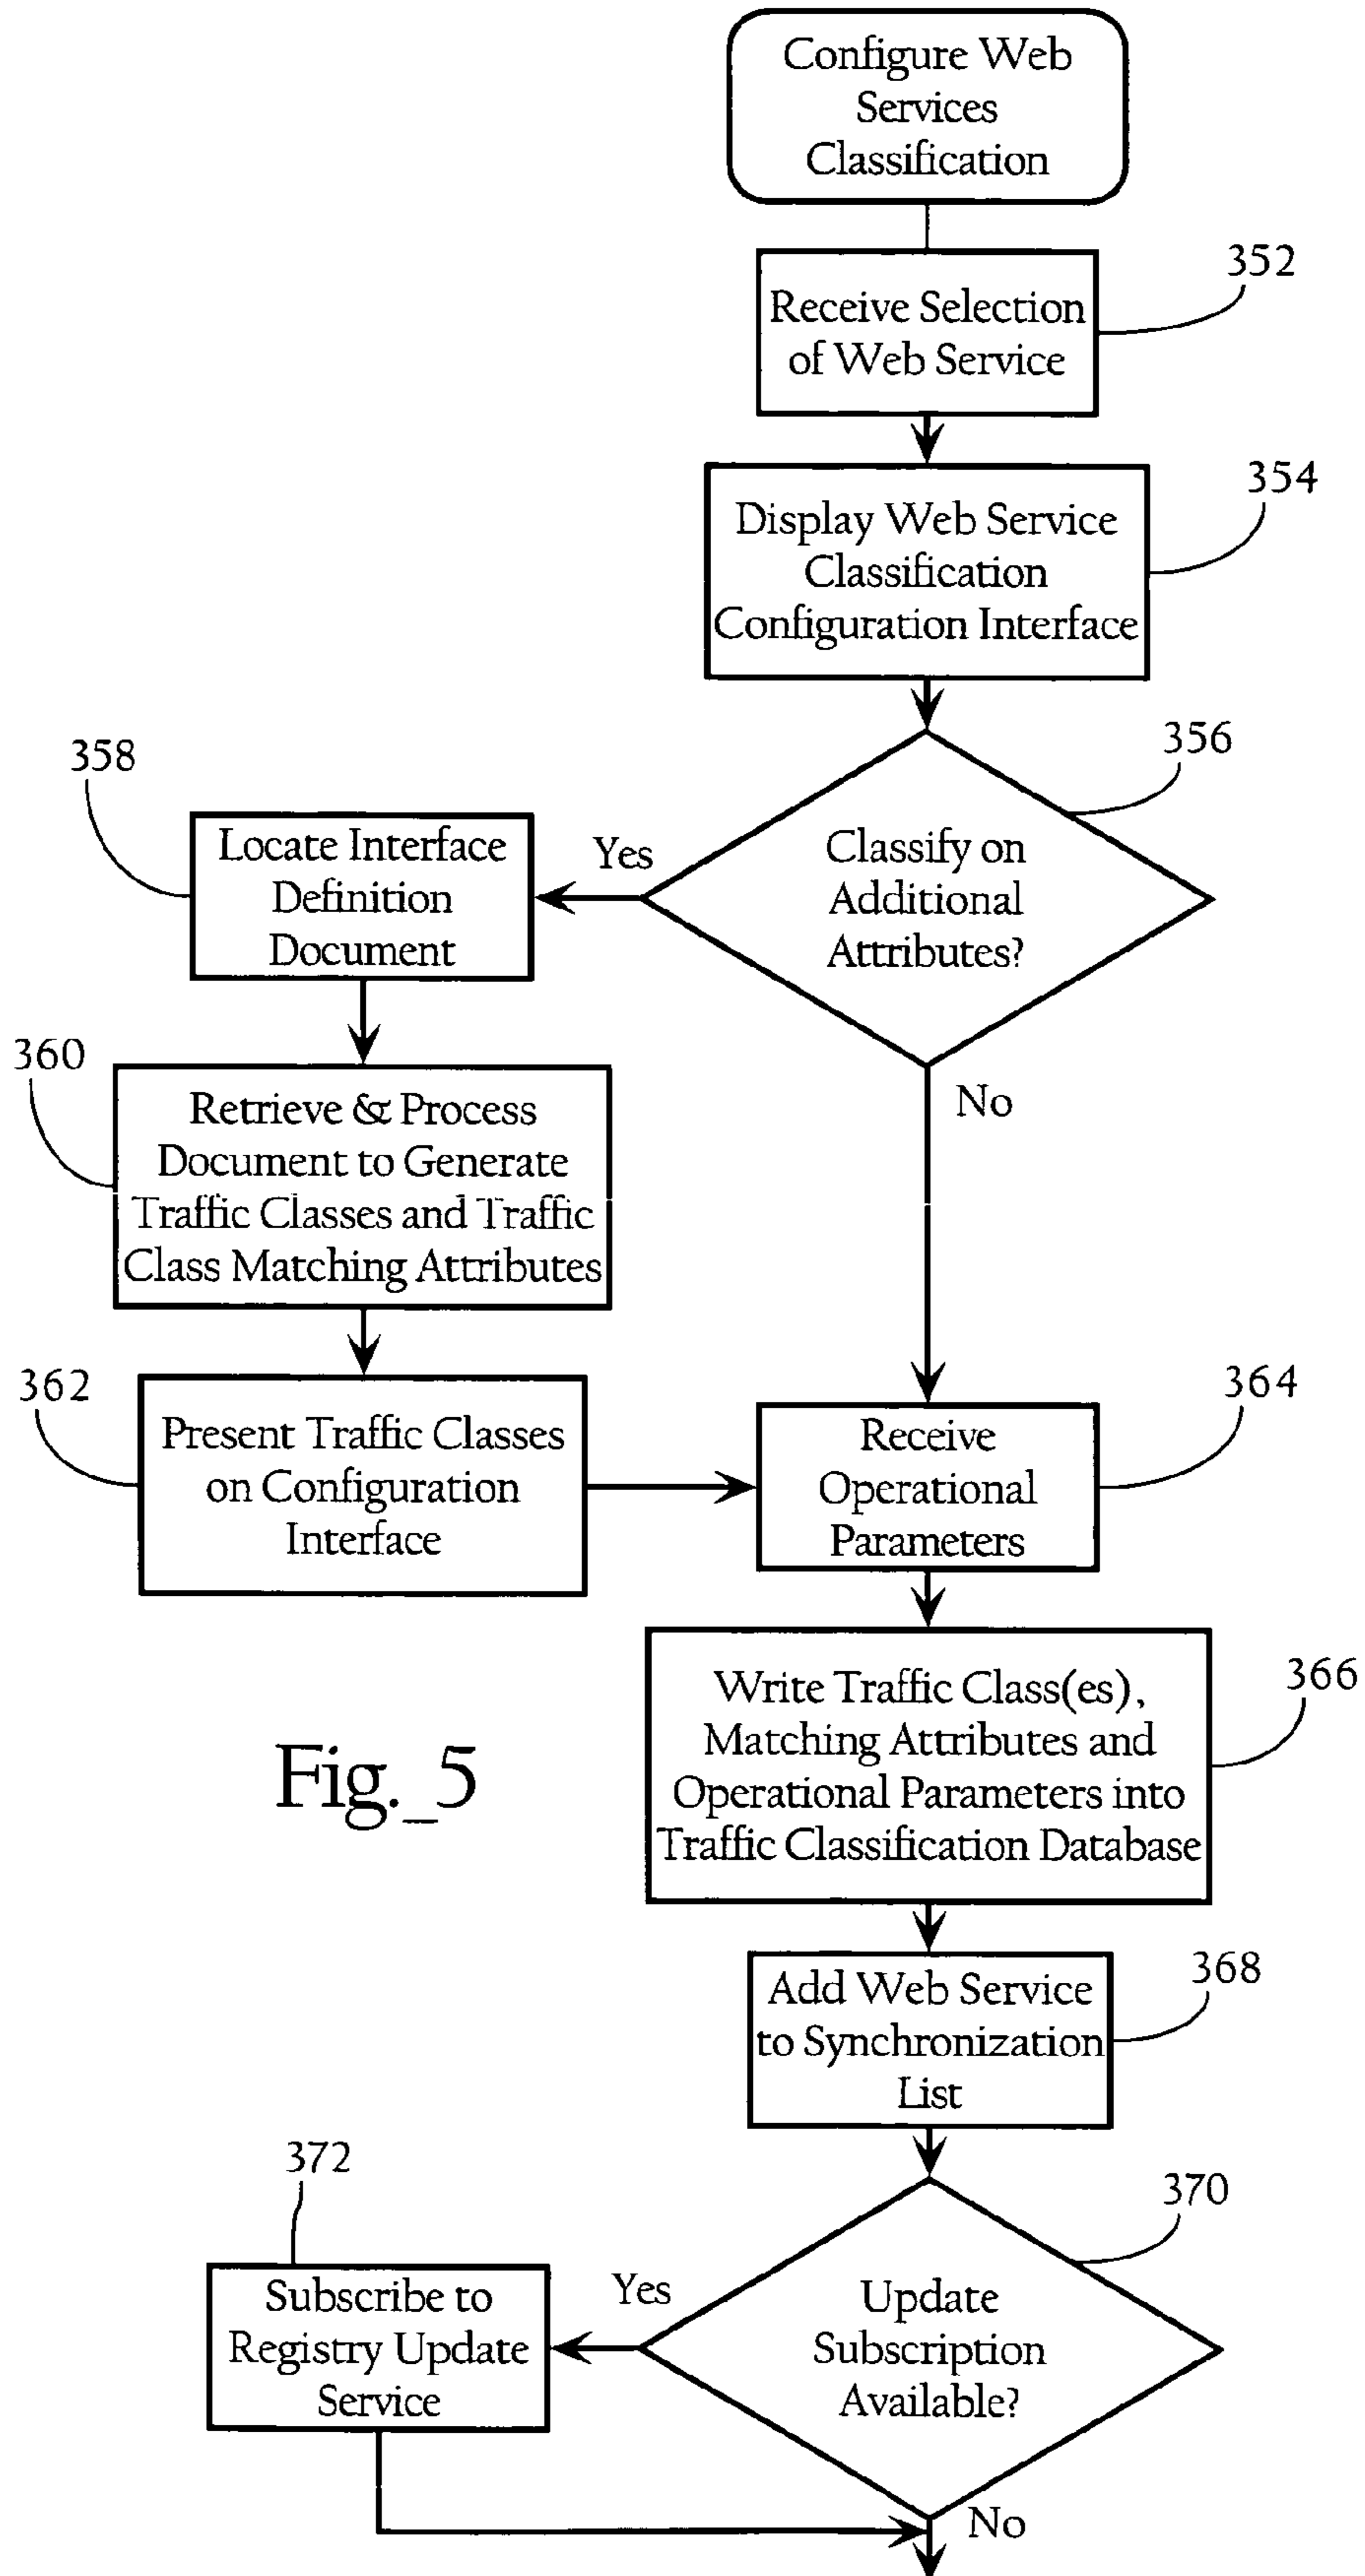 Configure Web
Services
Classification
352
Receive Selection
of Web Service
354
Display Web Service
Classification
Configuration Interface
356
Classify on
Additional
Attributes?
Yes
No
358
Locate Interface
Definition
Document
360
Retrieve & Process
Document to Generate
Traffic Classes and Traffic
Class Matching Attributes
362
Present Traffic Classes
on Configuration
Interface
364
Receive
Operational
Parameters
366
Write Traffic Class(es),
Matching Attributes and
Operational Parameters into
Traffic Classification Database
Fig._5
368
Add Web Service
to Synchronization
List
370
Update
Subscription
Available?
Yes
372
Subscribe to
Registry Update
Service
No